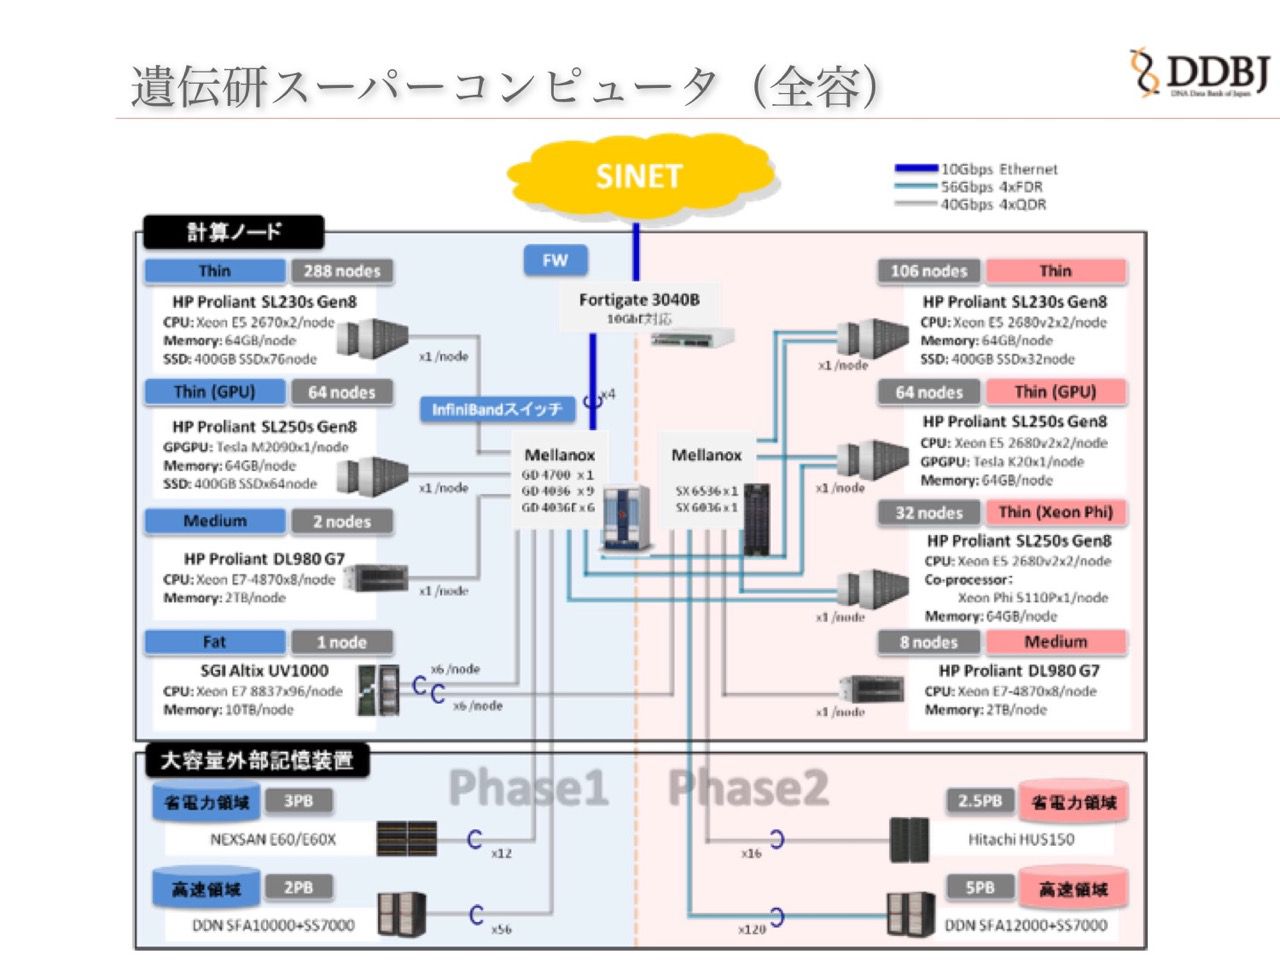 遺伝研スーパーコンピュータ（全容）
DDBJ
DNA Data Bank of Japan
SINET
10Gbps Ethernet
56Gbps 4xFDR
40Gbps 4xQDR
計算ノード
FW
Fortigate 3040B
10GbE対応
x4
InfiniBandスイッチ
Thin
288 nodes
HP Proliant SL230s Gen8
CPU: Xeon E5 2670x2/node
Memory: 64GB/node
SSD: 400GB SSDx76node
x1/node
Thin (GPU)
64 nodes
HP Proliant SL250s Gen8
GPGPU: Tesla M2090x1/node
Memory: 64GB/node
SSD: 400GB SSDx64node
x1/node
Medium
2 nodes
HP Proliant DL980 G7
CPU: Xeon E7-4870x8/node
Memory: 2TB/node
x1/node
Fat
1 node
SGI Altix UV1000
CPU: Xeon E7 8837x96/node
Memory: 10TB/node
x6/node
x6/node
Mellanox
GD 4700 x1
GD 4036 x9
GD 4036E x6
Mellanox
SX 6536 x1
SX 6036 x1
106 nodes
Thin
HP Proliant SL230s Gen8
CPU: Xeon E5 2680v2x2/node
Memory: 64GB/node
SSD: 400GB SSDx32node
x1/node
64 nodes
Thin (GPU)
HP Proliant SL250s Gen8
CPU: Xeon E5 2680v2x2/node
GPGPU: Tesla K20x1/node
Memory: 64GB/node
x1/node
32 nodes
Thin (Xeon Phi)
HP Proliant SL250s Gen8
CPU: Xeon E5 2680v2x2/node
Co-processor:
Xeon Phi 5110Px1/node
Memory: 64GB/node
x1/node
8 nodes
Medium
HP Proliant DL980 G7
CPU: Xeon E7-4870x8/node
Memory: 2TB/node
x1/node
大容量外部記憶装置
Phase1
Phase2
省電力領域
3PB
NEXSAN E60/E60X
x12
高速領域
2PB
DDN SFA10000+SS7000
x56
2.5PB
省電力領域
Hitachi HUS150
x16
5PB
高速領域
DDN SFA12000+SS7000
x120